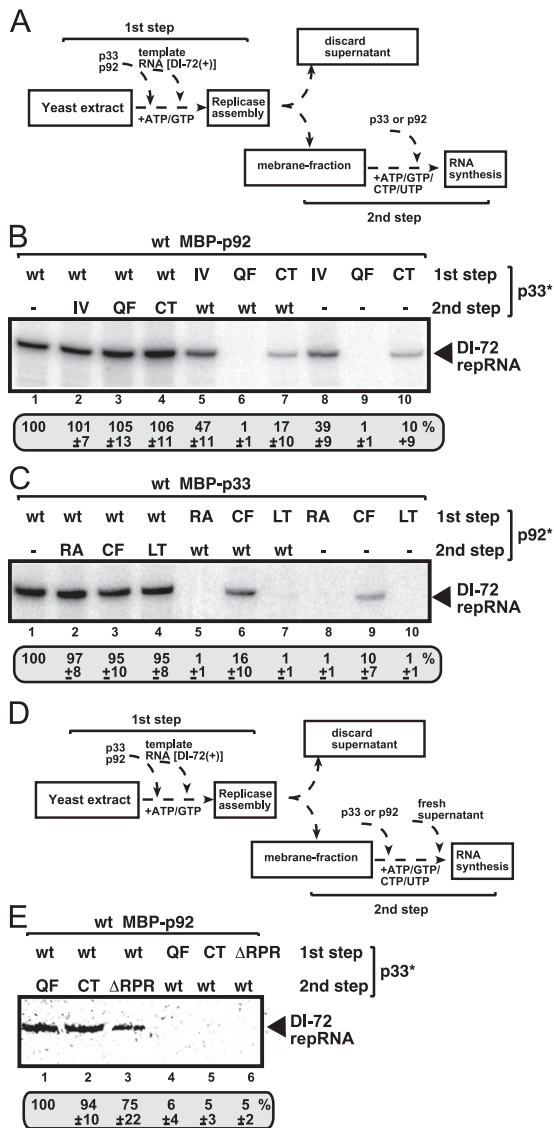 A
1st step
p33
p92
template
RNA [DI-72(+)]
Yeast extract
+ATP/GTP
Replicase
assembly
discard
supernatant
p33 or p92
mebrane-fraction
+ATP/GTP/
CTP/UTP
RNA
synthesis
2nd step
B
wt MBP-p92
wt wt wt wt IV QF CT IV QF CT 1st step
- IV QF CT wt wt wt - - - 2nd step
p33*
DI-72
repRNA
1 2 3 4 5 6 7 8 9 10
100 101 105 106 47 1 17 39 1 10 %
±7 ±13 ±11 ±11 ±1 ±10 ±9 ±1 +9
C
wt MBP-p33
wt wt wt wt RA CF LT RA CF LT 1st step
- RA CF LT wt wt wt - - - 2nd step
p92*
DI-72
repRNA
1 2 3 4 5 6 7 8 9 10
100 97 95 95 1 16 1 1 10 1 %
±8 ±10 ±8 ±1 ±10 ±1 ±1 ±7 ±1
D
1st step
p33
p92
template
RNA [DI-72(+)]
Yeast extract
+ATP/GTP
Replicase
assembly
discard
supernatant
p33 or p92
fresh
supernatant
mebrane-fraction
+ATP/GTP/
CTP/UTP
RNA
synthesis
2nd step
E
wt MBP-p92
wt wt wt QF CT ΔRPR 1st step
QF CT ΔRPR wt wt wt 2nd step
p33*
DI-72
repRNA
1 2 3 4 5 6
100 94 75 6 5 5 %
±10 ±22 ±4 ±3 ±2